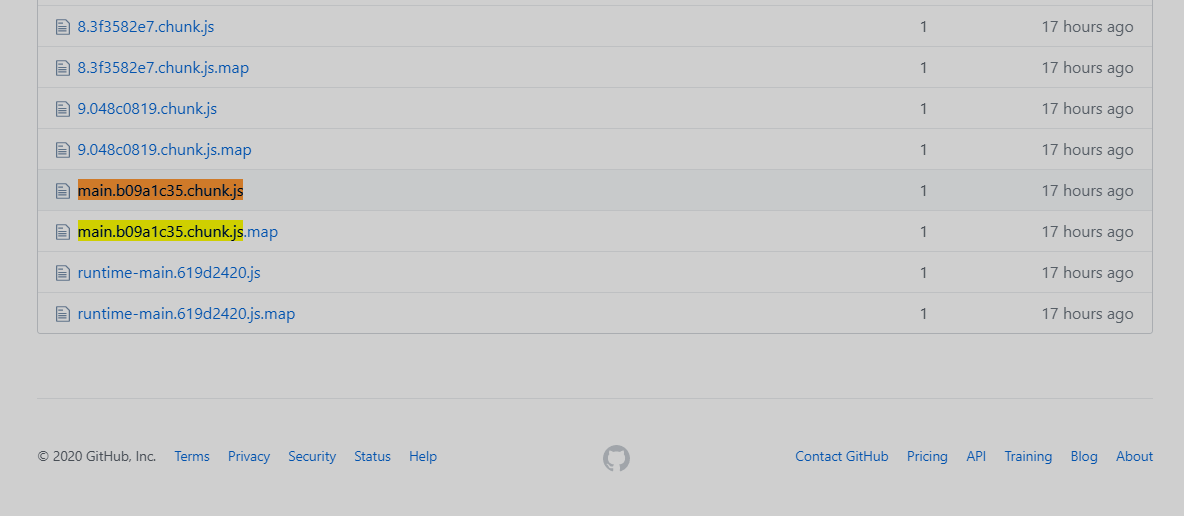 8.3f3582e7.chunk.js 1 17 hours ago
8.3f3582e7.chunk.js.map 1 17 hours ago
9.048c0819.chunk.js 1 17 hours ago
9.048c0819.chunk.js.map 1 17 hours ago
main.b09a1c35.chunk.js 1 17 hours ago
main.b09a1c35.chunk.js.map 1 17 hours ago
runtime-main.619d2420.js 1 17 hours ago
runtime-main.619d2420.js.map 1 17 hours ago
© 2020 GitHub, Inc. Terms Privacy Security Status Help Contact GitHub Pricing API Training Blog About